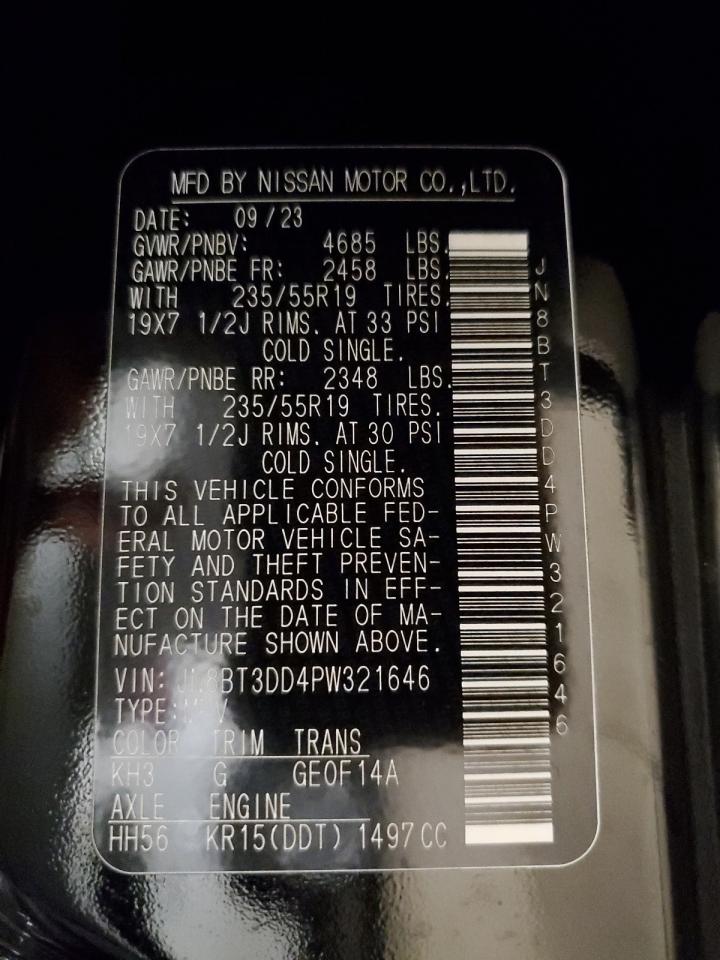 MFD BY NISSAN MOTOR CO.,LTD.
DATE: 09/23
GVWR/PNBV: 4685 LBS.
GAWR/PNBE FR: 2458 LBS.
WITH 235/55R19 TIRES.
19X7 1/2J RIMS. AT 33 PSI
COLD SINGLE.
GAWR/PNBE RR: 2348 LBS.
WITH 235/55R19 TIRES.
19X7 1/2J RIMS. AT 30 PSI
COLD SINGLE.
THIS VEHICLE CONFORMS
TO ALL APPLICABLE FED-
ERAL MOTOR VEHICLE SA-
FETY AND THEFT PREVEN-
TION STANDARDS IN EFF-
ECT ON THE DATE OF MA-
NUFACTURE SHOWN ABOVE.
VIN: JN8BT3DD4PW321646
TYPE:
COLOR TRIM TRANS
KH3 G GE0F14A
AXLE ENGINE
HH56 KR15(DDT) 1497CC
JN8BT3DD4PW321646